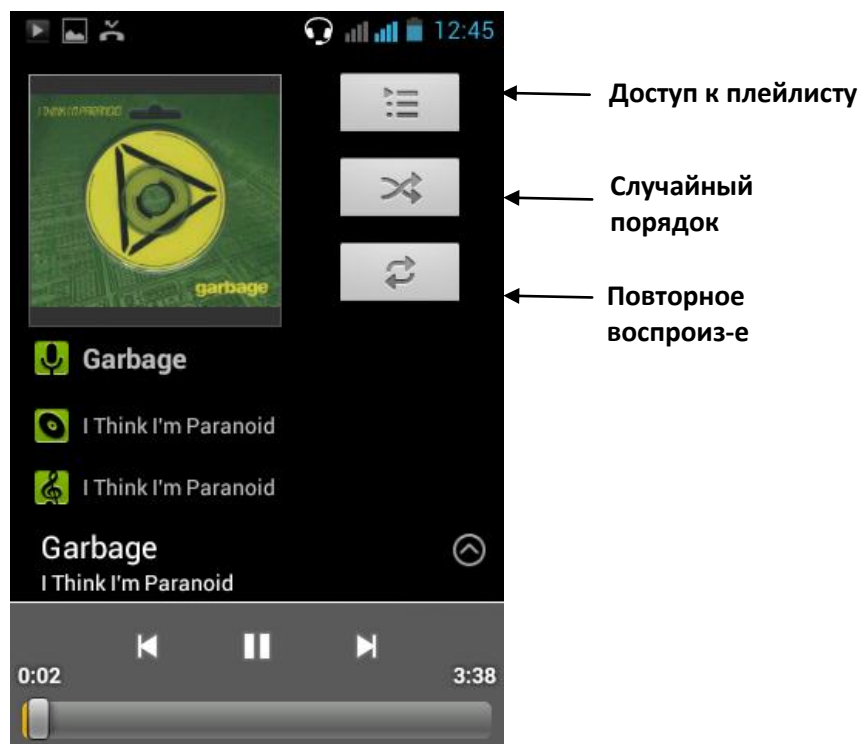 12:45
I THINK I'M PARANOID
garbage
Доступ к плейлисту
Случайный
порядок
Повторное
воспроиз-е
Garbage
I Think I'm Paranoid
I Think I'm Paranoid
Garbage
I Think I'm Paranoid
0:02
3:38